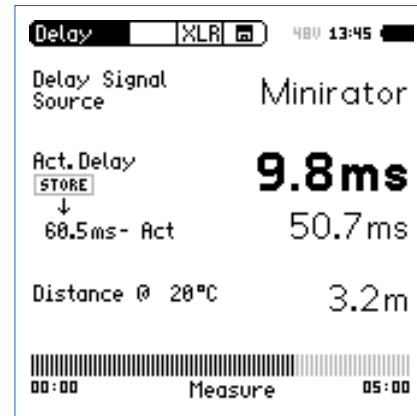 Delay XLR 48V 13:45
Delay Signal
Source
Minirator
Act. Delay
9.8ms
STORE
↓
60.5ms- Act
50.7ms
Distance @ 20°C
3.2m
00:00 Measure 05:00